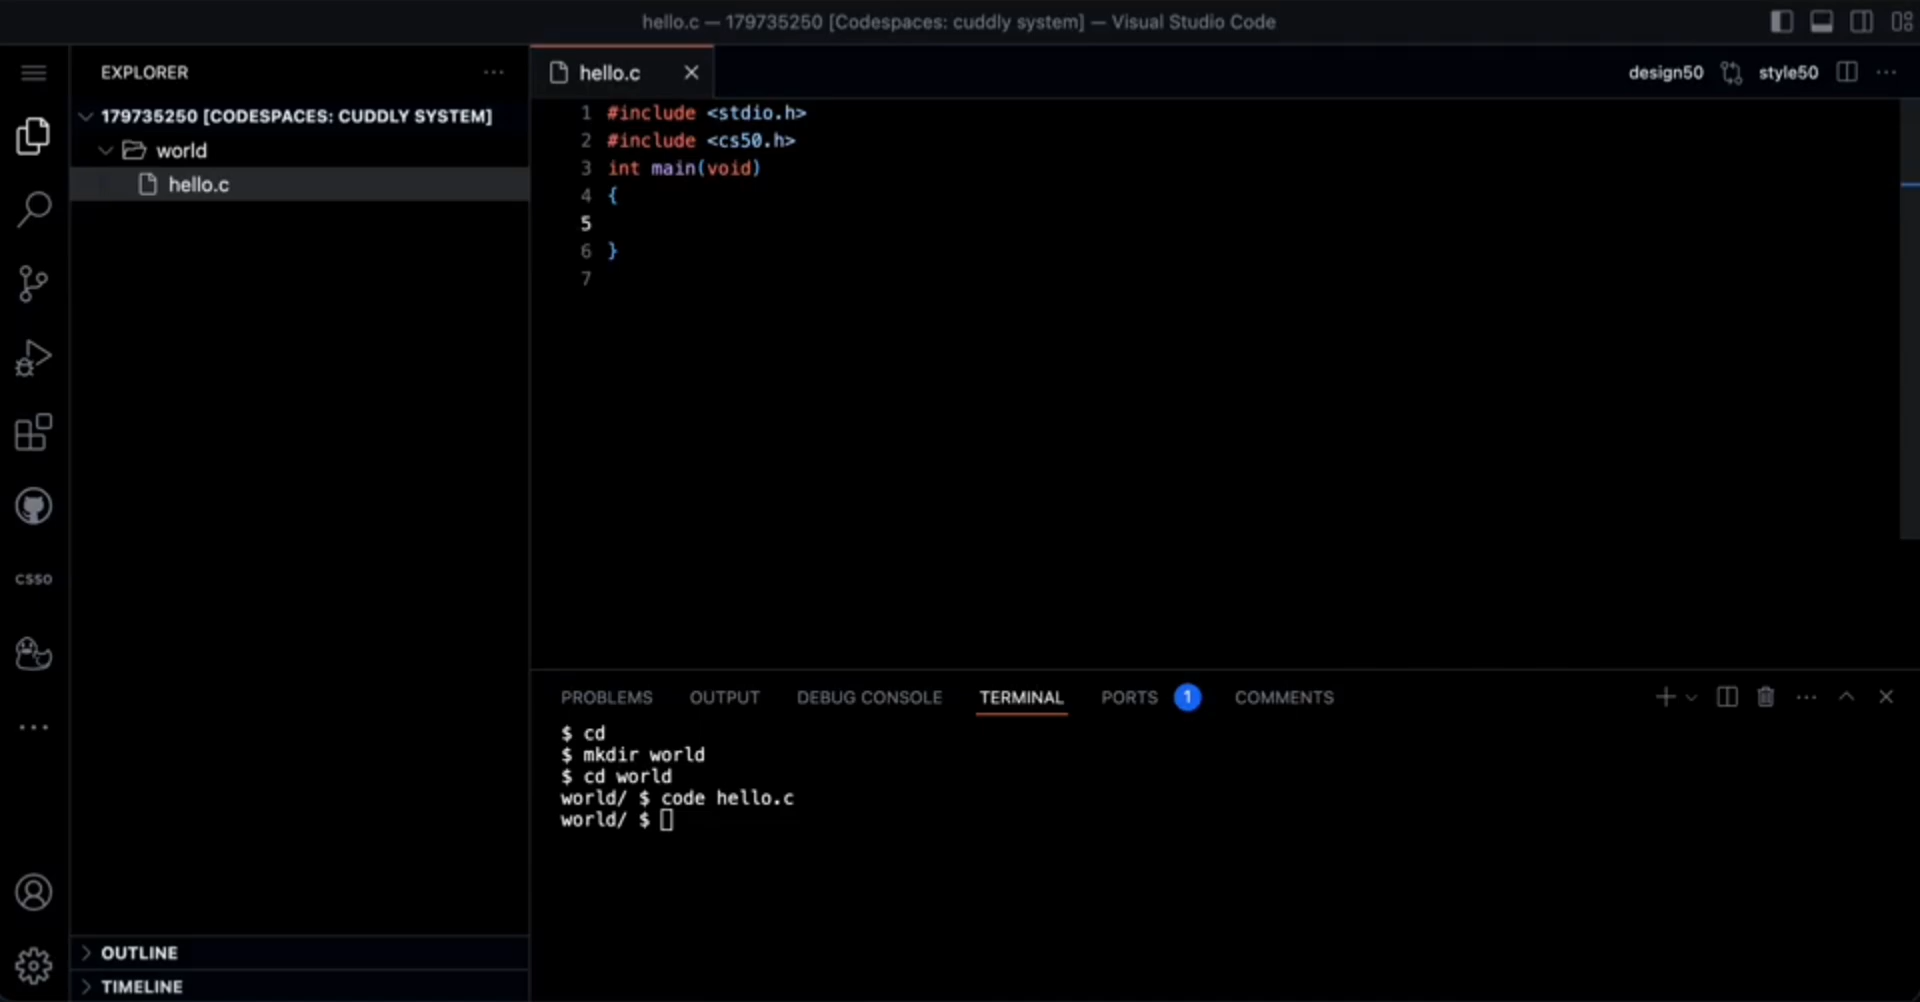 hello.c — 179735250 [Codespaces: cuddly system] — Visual Studio Code
EXPLORER
179735250 [CODESPACES: CUDDLY SYSTEM]
world
hello.c
CS50
OUTLINE
TIMELINE
hello.c
design50
style50
1 #include <stdio.h>
2 #include <cs50.h>
3 int main(void)
4 {
5
6 }
7
PROBLEMS OUTPUT DEBUG CONSOLE TERMINAL PORTS 1 COMMENTS
$ cd
$ mkdir world
$ cd world
world/ $ code hello.c
world/ $